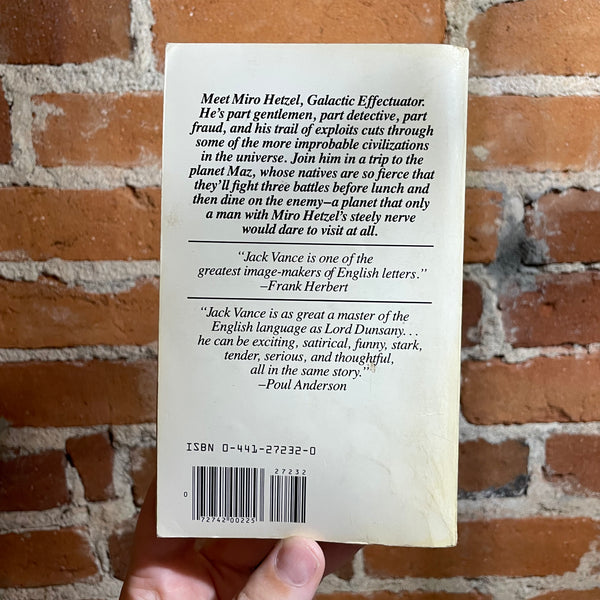 Meet Miro Hetzel, Galactic Effectuator.
He's part gentlemen, part detective, part
fraud, and his trail of exploits cuts through
some of the more improbable civilizations
in the universe. Join him in a trip to the
planet Maz, whose natives are so fierce that
they'll fight three battles before lunch and
then dine on the enemy—a planet that only
a man with Miro Hetzel's steely nerve
would dare to visit at all.
"Jack Vance is one of the
greatest image-makers of English letters."
—Frank Herbert
"Jack Vance is as great a master of the
English language as Lord Dunsany...
he can be exciting, satirical, funny, stark,
tender, serious, and thoughtful,
all in the same story."
—Poul Anderson
ISBN 0-441-27232-0
27232
0
72742 00225